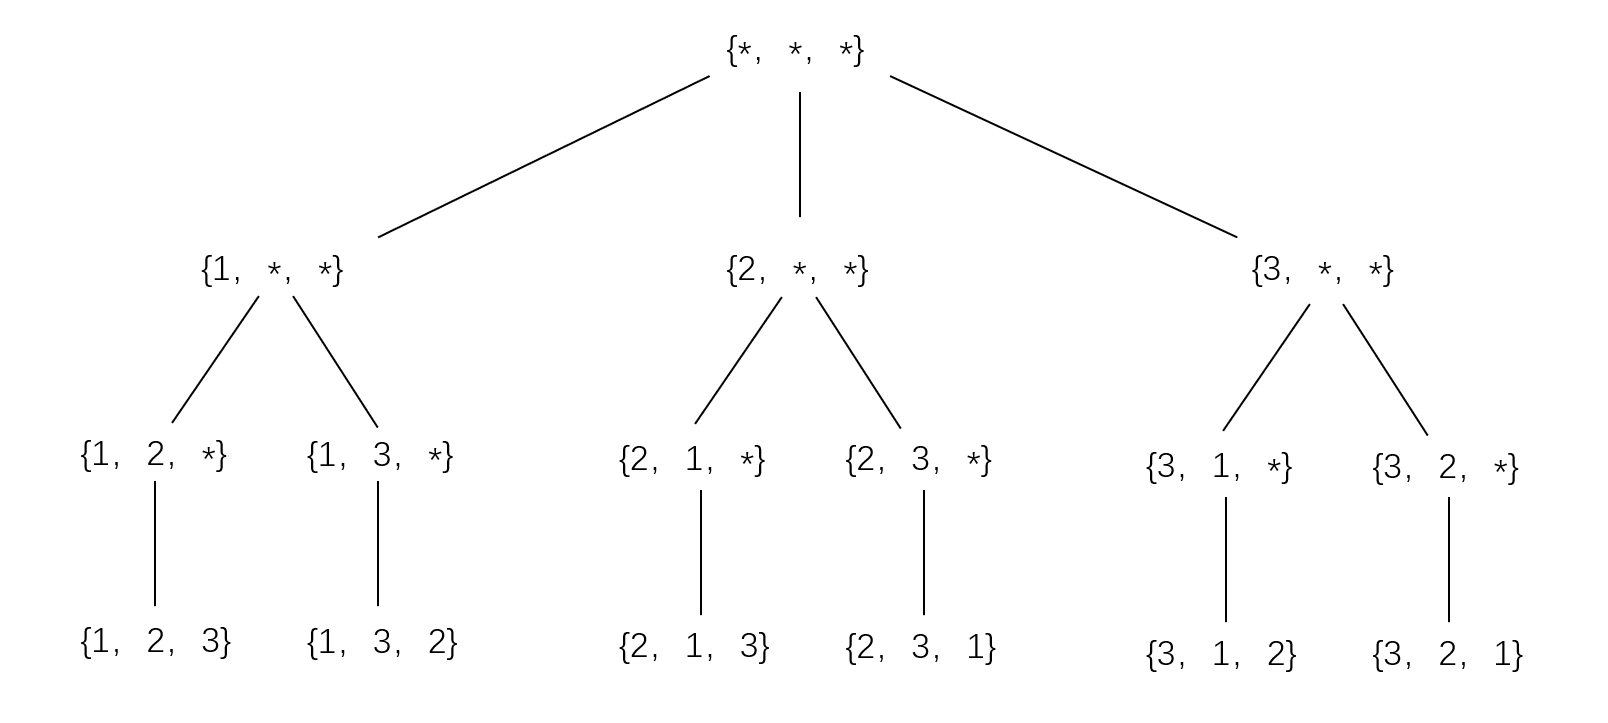 {*, *, *}
{1, *, *} {2, *, *} {3, *, *}
{1, 2, *} {1, 3, *} {2, 1, *} {2, 3, *} {3, 1, *} {3, 2, *}
{1, 2, 3} {1, 3, 2} {2, 1, 3} {2, 3, 1} {3, 1, 2} {3, 2, 1}